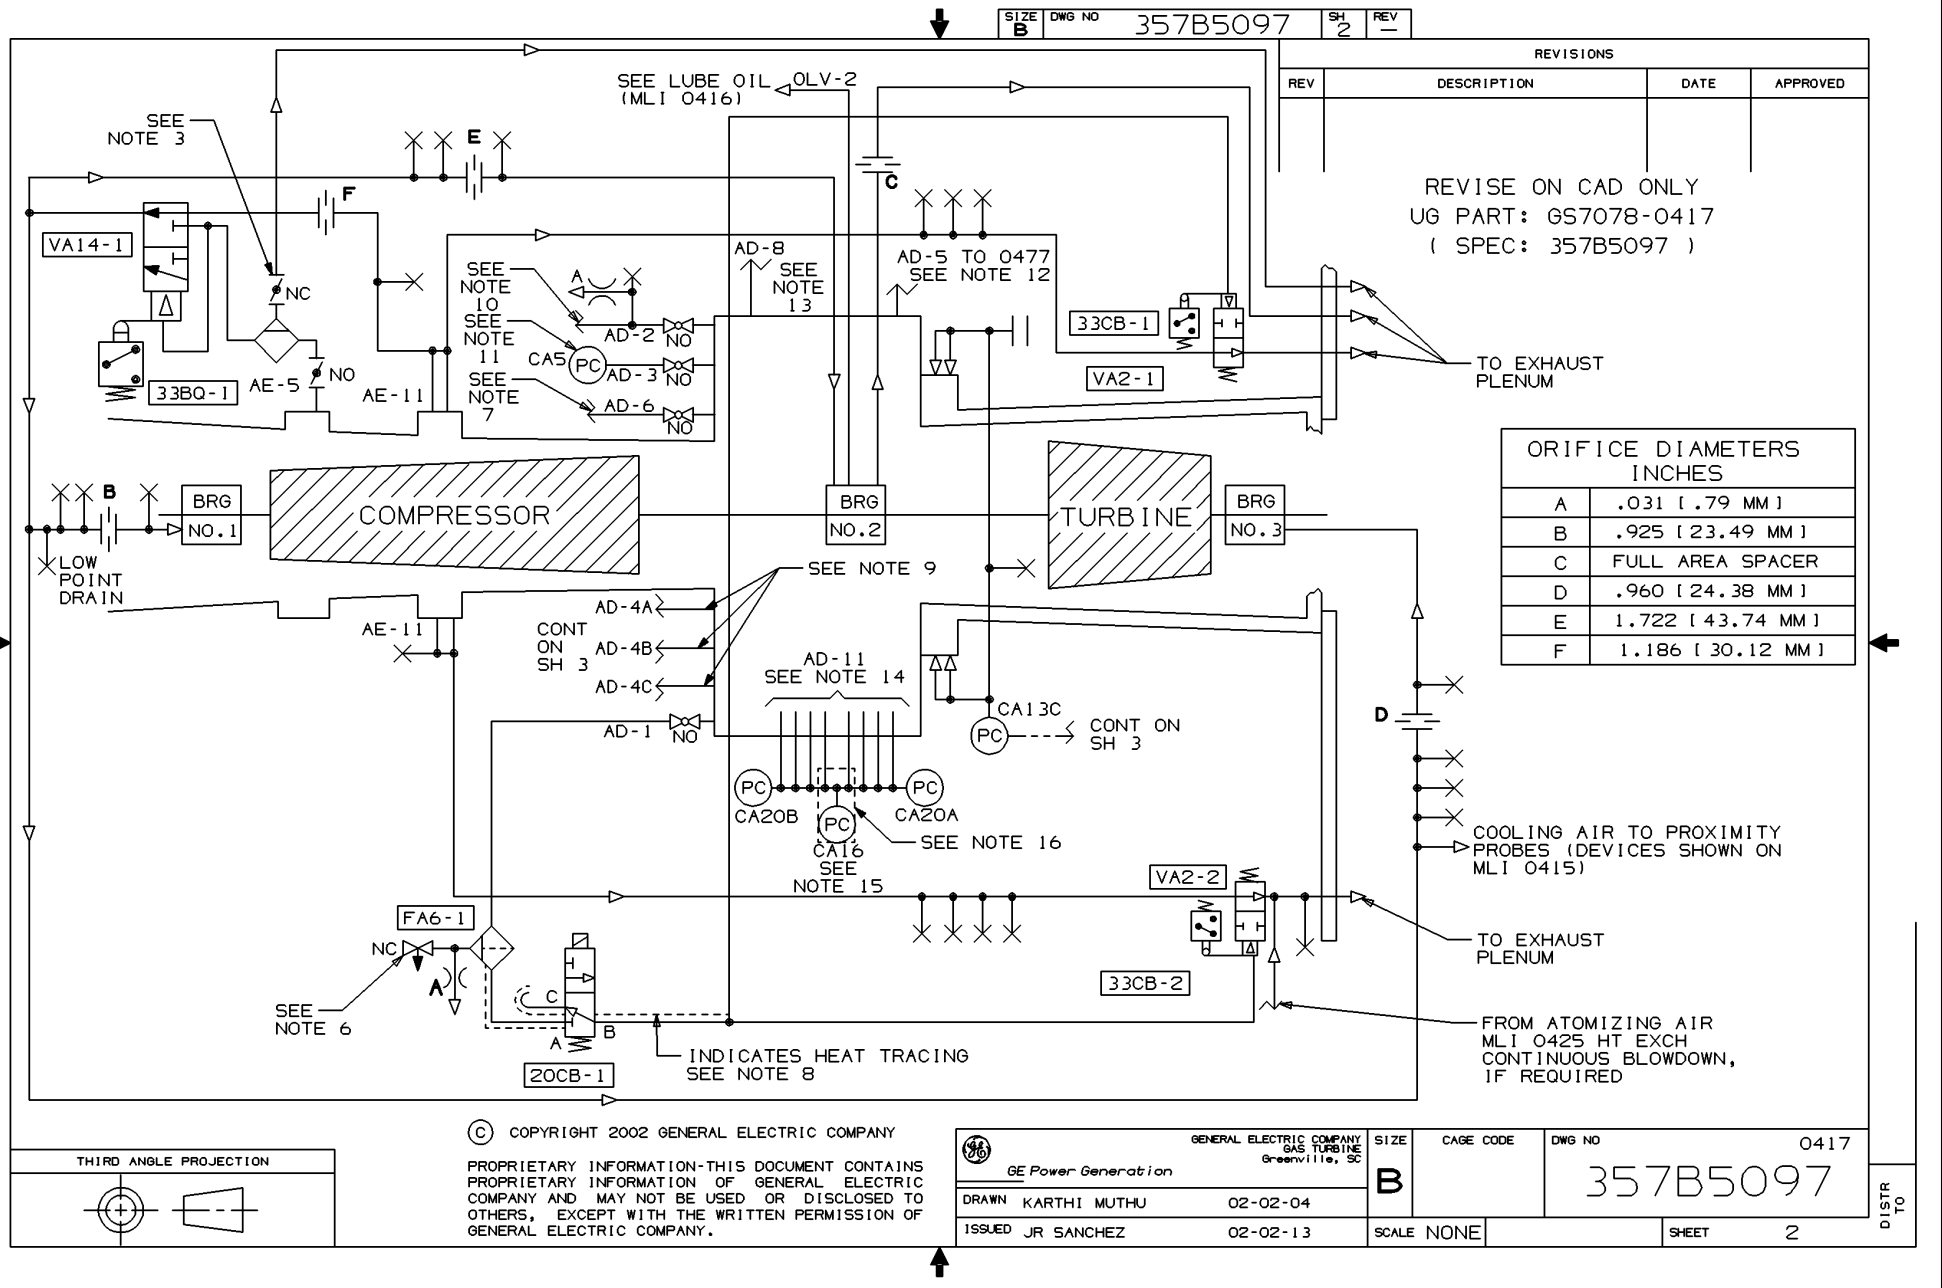 SIZE
B
DWG NO
357B5097
SH
2
REV
—
REVISIONS
REV
DESCRIPTION
DATE
APPROVED
REVISE ON CAD ONLY
UG PART: GS7078-0417
( SPEC: 357B5097 )
SEE LUBE OIL
(MLI 0416)
OLV-2
SEE
NOTE 3
E
F
C
VA14-1
NC
33BQ-1
AE-5
NO
AE-11
SEE
NOTE
10
SEE
NOTE
11
SEE
NOTE
7
A
AD-2
NO
CA5
PC
AD-3
NO
AD-6
NO
AD-8
SEE
NOTE
13
AD-5 TO 0477
SEE NOTE 12
33CB-1
VA2-1
TO EXHAUST
PLENUM
ORIFICE DIAMETERS
INCHES
A .031 [ .79 MM ]
B .925 [ 23.49 MM ]
C FULL AREA SPACER
D .960 [ 24.38 MM ]
E 1.722 [ 43.74 MM ]
F 1.186 [ 30.12 MM ]
B
BRG
NO.1
COMPRESSOR
BRG
NO.2
TURBINE
BRG
NO.3
LOW
POINT
DRAIN
SEE NOTE 9
AE-11
CONT
ON
SH 3
AD-4A
AD-4B
AD-4C
AD-11
SEE NOTE 14
AD-1
NO
CA13C
PC
CONT ON
SH 3
D
PC
CA20B
PC
CA20A
PC
CA16
SEE
NOTE 15
SEE NOTE 16
COOLING AIR TO PROXIMITY
PROBES (DEVICES SHOWN ON
MLI 0415)
VA2-2
FA6-1
NC
A
SEE
NOTE 6
C
B
A
20CB-1
INDICATES HEAT TRACING
SEE NOTE 8
33CB-2
TO EXHAUST
PLENUM
FROM ATOMIZING AIR
MLI 0425 HT EXCH
CONTINUOUS BLOWDOWN,
IF REQUIRED
THIRD ANGLE PROJECTION
© COPYRIGHT 2002 GENERAL ELECTRIC COMPANY
PROPRIETARY INFORMATION-THIS DOCUMENT CONTAINS
PROPRIETARY INFORMATION OF GENERAL ELECTRIC
COMPANY AND MAY NOT BE USED OR DISCLOSED TO
OTHERS, EXCEPT WITH THE WRITTEN PERMISSION OF
GENERAL ELECTRIC COMPANY.
GE
GE Power Generation
GENERAL ELECTRIC COMPANY
GAS TURBINE
Greenville, SC
DRAWN KARTHI MUTHU 02-02-04
ISSUED JR SANCHEZ 02-02-13
SIZE
B
CAGE CODE
DWG NO
0417
357B5097
SCALE NONE
SHEET 2
DISTR
TO